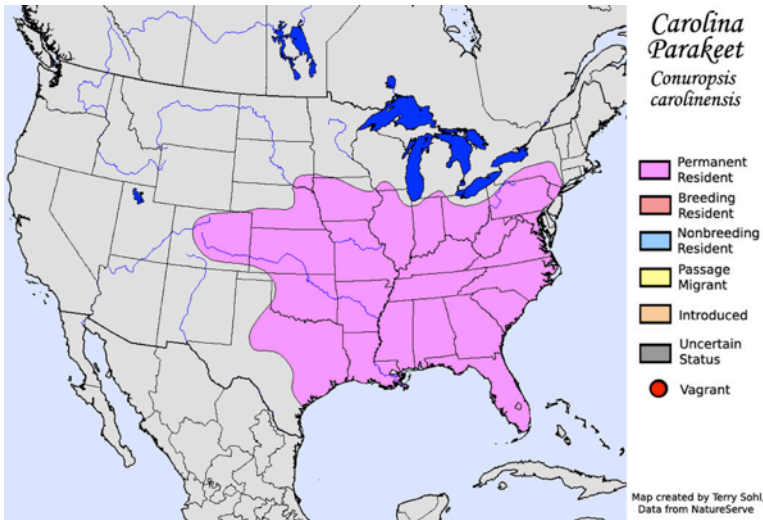 Carolina
Parakeet
Conuropsis
carolinensis
Permanent
Resident
Breeding
Resident
Nonbreeding
Resident
Passage
Migrant
Introduced
Uncertain
Status
Vagrant
Map created by Terry Sohl,
Data from NatureServe